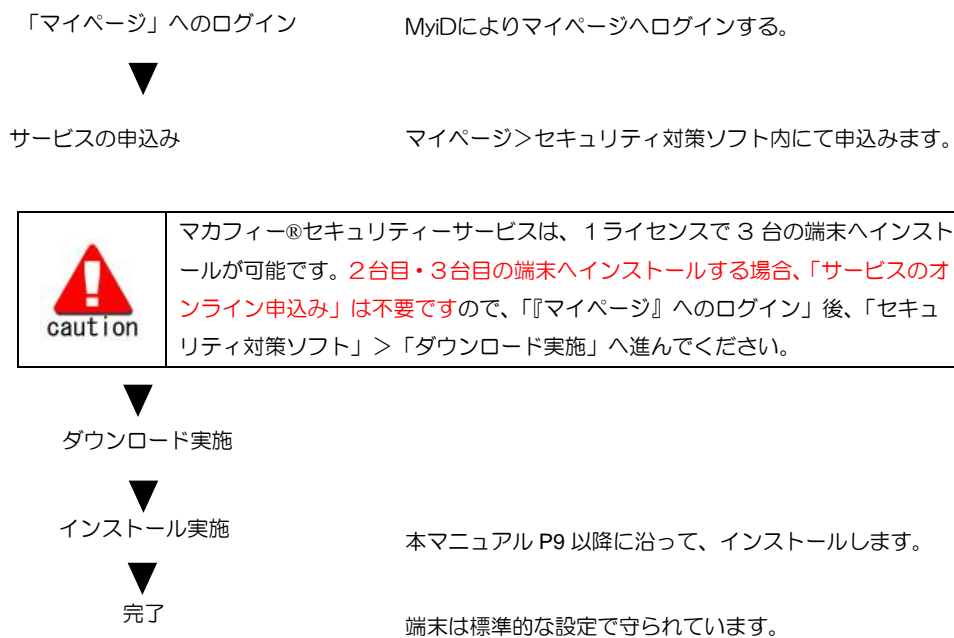 「マイページ」へのログイン
MyiDによりマイページへログインする。
サービスの申込み
マイページ＞セキュリティ対策ソフト内にて申込みます。
caution
マカフィー®セキュリティーサービスは、１ライセンスで 3 台の端末へインスト
ールが可能です。２台目・３台目の端末へインストールする場合、「サービスのオ
ンライン申込み」は不要ですので、「『マイページ』へのログイン」後、「セキュ
リティ対策ソフト」＞「ダウンロード実施」へ進んでください。
ダウンロード実施
インストール実施
本マニュアル P9 以降に沿って、インストールします。
完了
端末は標準的な設定で守られています。